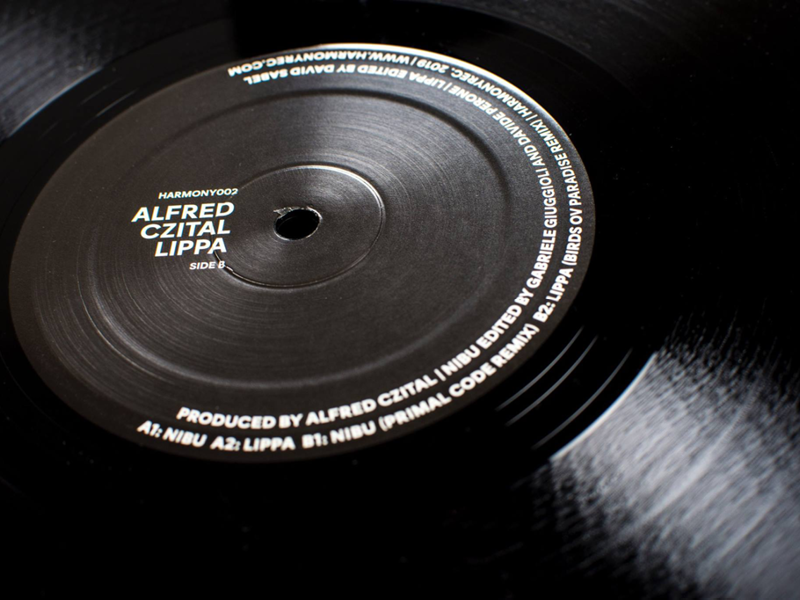 HARMONY002
ALFRED
CZITAL
LIPPA
SIDE B
PRODUCED BY ALFRED CZITAL | NIBU EDITED BY GABRIELE GIUGGIOLI AND DAVIDE PERONE / LIPPA EDITED BY DAVID SABEL
A1: NIBU A2: LIPPA B1: NIBU (PRIMAL CODE REMIX) B2: LIPPA (BIRDS OV PARADISE REMIX) HARMONYREC. 2019 / WWW.HARMONYREC.COM